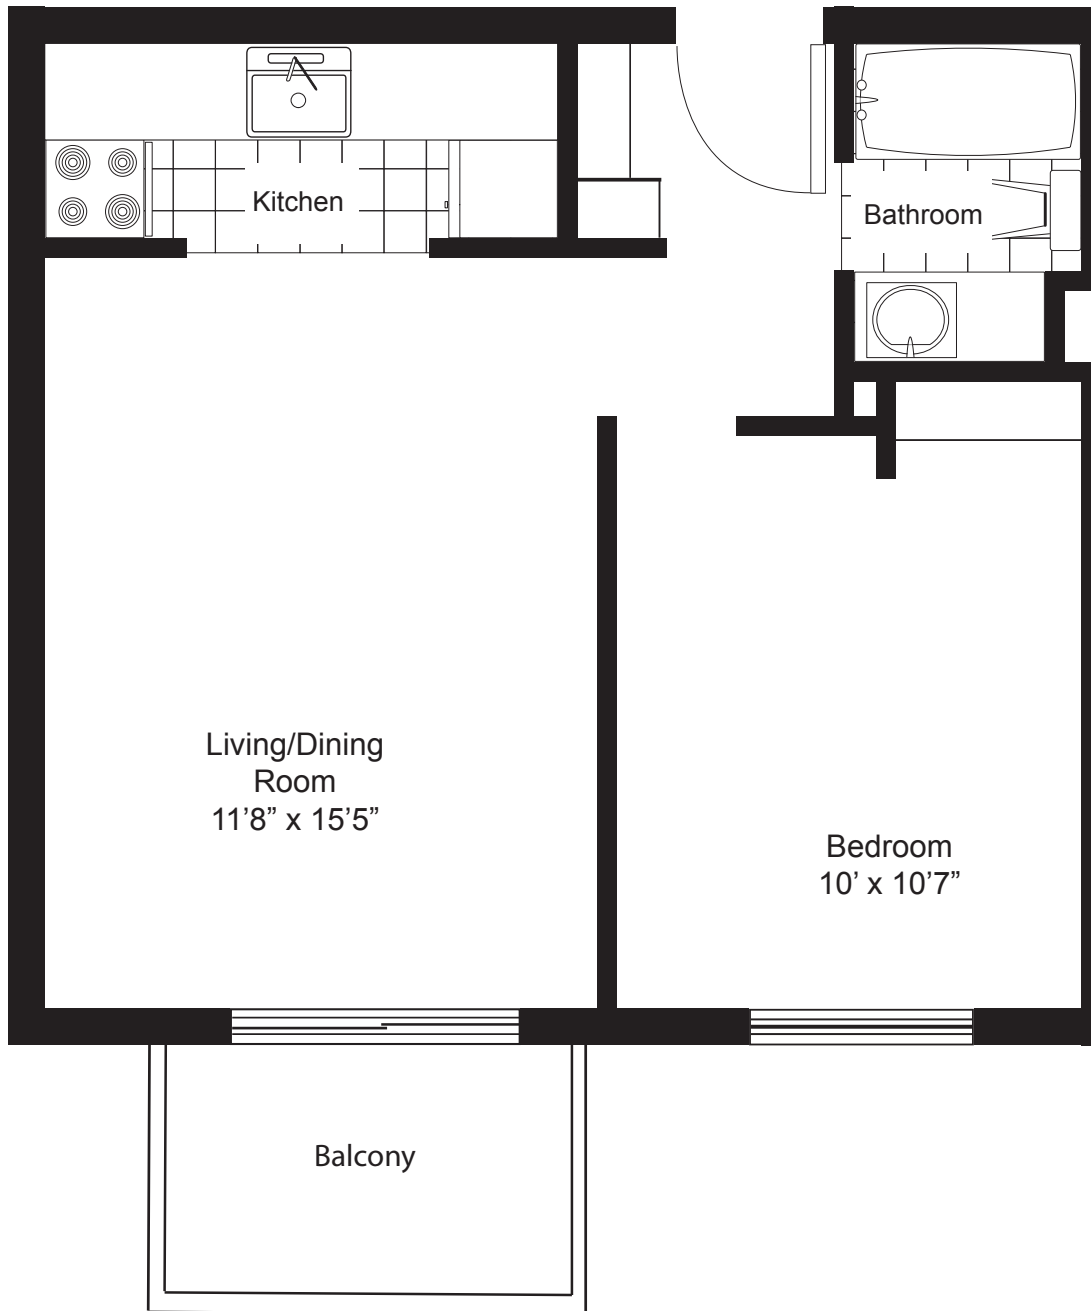 Kitchen
Bathroom
Living/Dining
Room
11’8” x 15’5”
Bedroom
10’ x 10’7”
Balcony